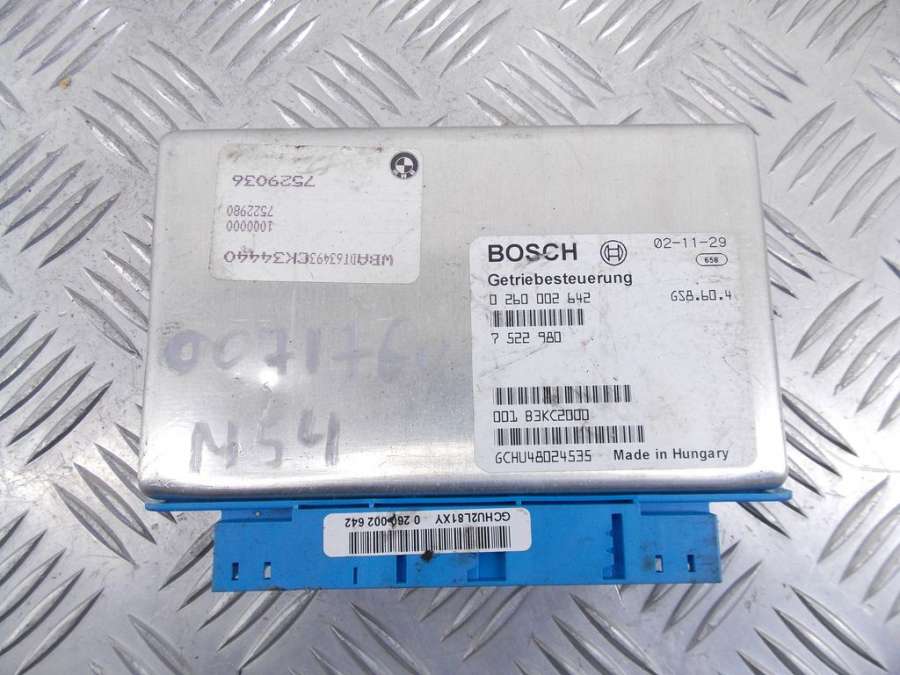 7529036
7522980
1000000
WBADT63493CK34440
BOSCH 02-11-29
658
Getriebesteuerung
0 260 002 642 GS8.60.4
7 522 980
001 B3KC2000
GCHU48024535 Made in Hungary
GCHU2L81XY 0 260 002 642